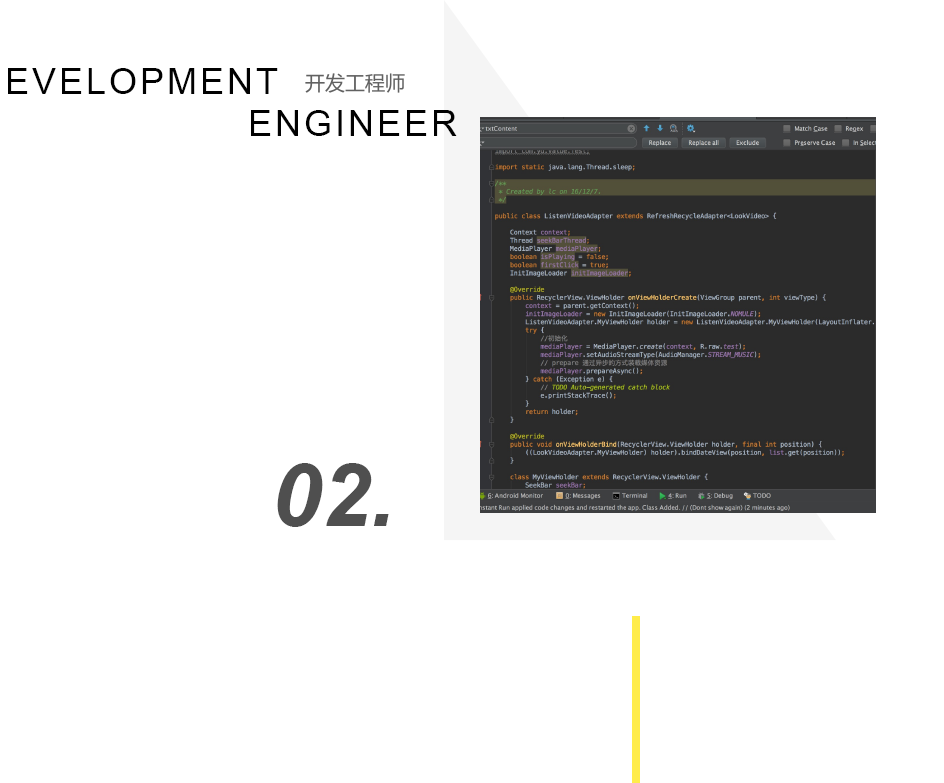 EVELOPMENT 开发工程师
ENGINEER
txtContent Match Case Regex
Replace Replace all Exclude Preserve Case In Select
import static java.lang.Thread.sleep;
/**
* Created by lc on 16/12/7.
*/
public class ListenVideoAdapter extends RefreshRecycleAdapter<LookVideo> {
Context context;
Thread seekBarThread;
MediaPlayer mediaPlayer;
boolean isPlaying = false;
boolean firstClick = true;
InitImageLoader initImageLoader;
@Override
public RecyclerView.ViewHolder onViewHolderCreate(ViewGroup parent, int viewType) {
context = parent.getContext();
initImageLoader = new InitImageLoader(InitImageLoader.NOMULE);
ListenVideoAdapter.MyViewHolder holder = new ListenVideoAdapter.MyViewHolder(LayoutInflater.
try {
//初始化
mediaPlayer = MediaPlayer.create(context, R.raw.test);
mediaPlayer.setAudioStreamType(AudioManager.STREAM_MUSIC);
// prepare 通过异步的方式装载媒体资源
mediaPlayer.prepareAsync();
} catch (Exception e) {
// TODO Auto-generated catch block
e.printStackTrace();
}
return holder;
}
@Override
public void onViewHolderBind(RecyclerView.ViewHolder holder, final int position) {
((LookVideoAdapter.MyViewHolder) holder).bindDateView(position, list.get(position));
}
class MyViewHolder extends RecyclerView.ViewHolder {
SeekBar seekBar;
6: Android Monitor 0: Messages Terminal 4: Run 5: Debug TODO
nstant Run applied code changes and restarted the app. Class Added. // (Dont show again) (2 minutes ago)
02.